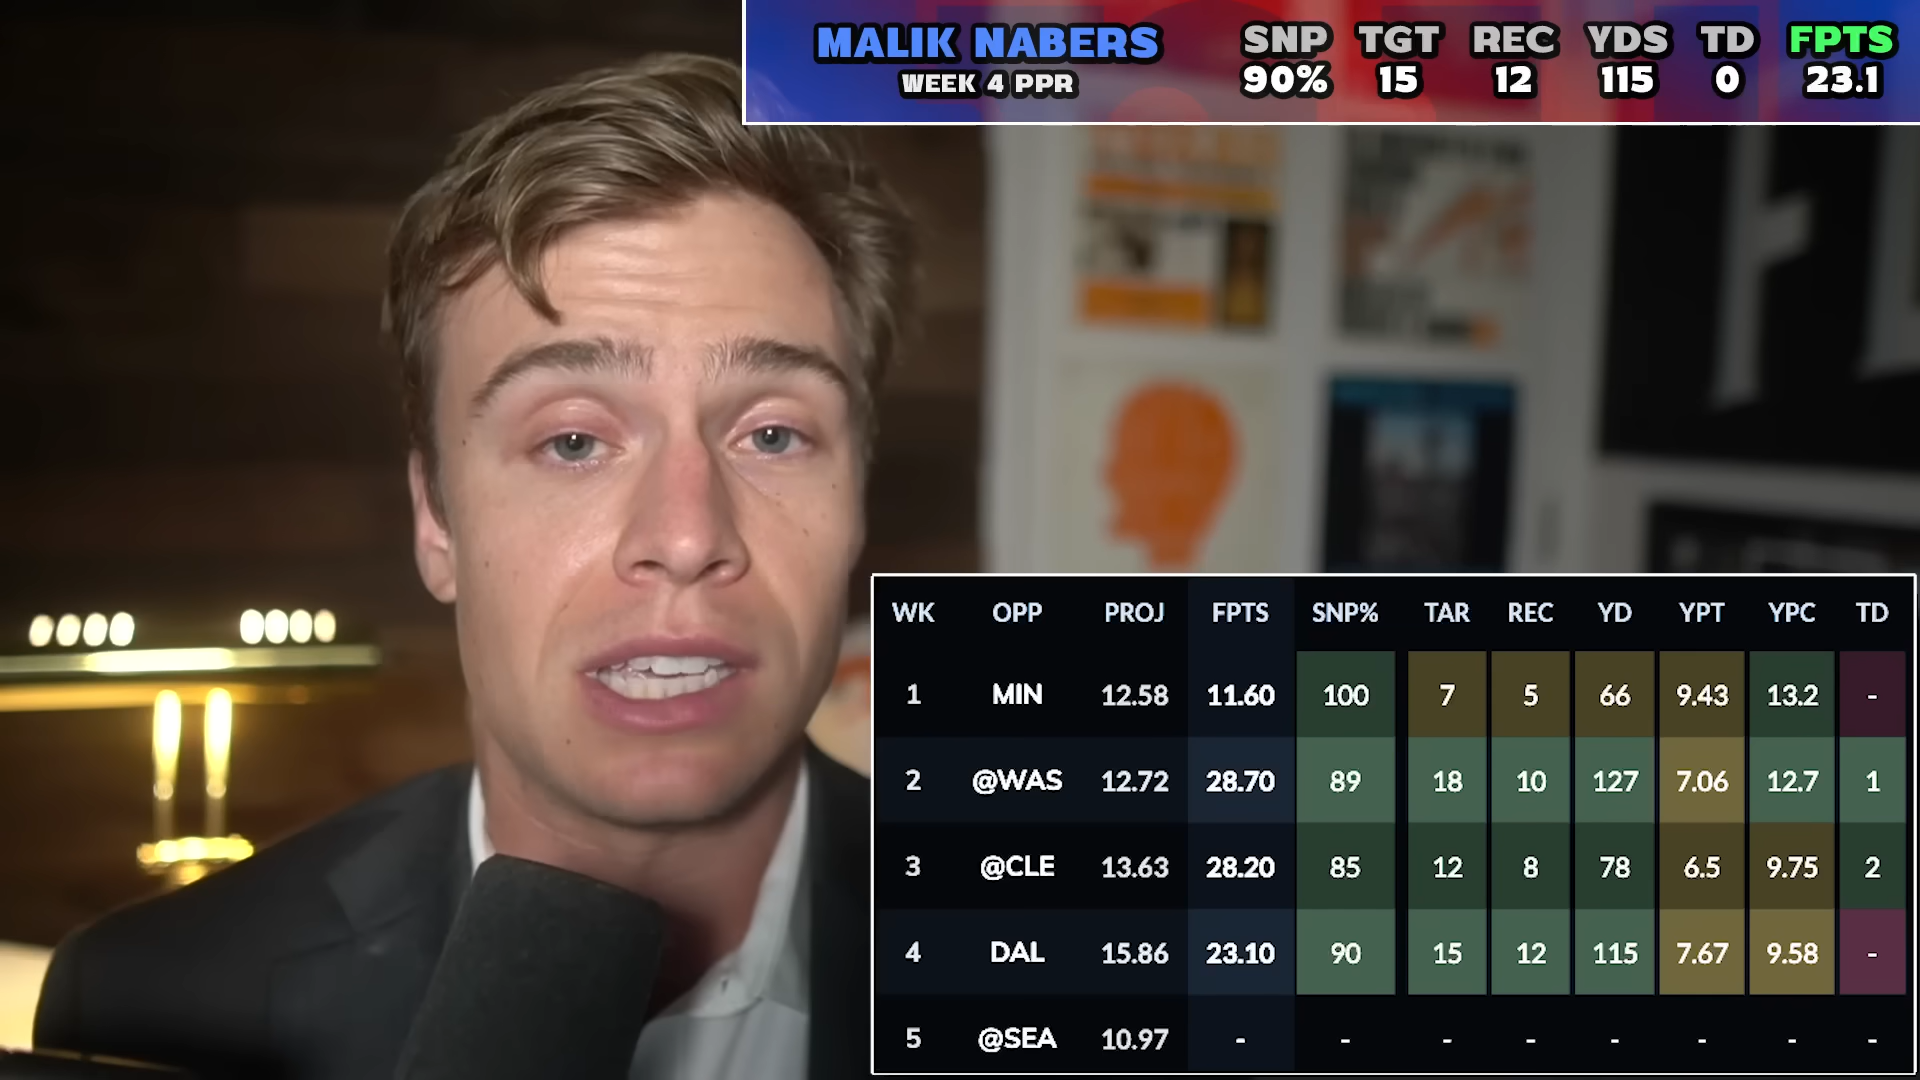 MALIK NABERS SNP TGT REC YDS TD FPTS
WEEK 4 PPR 90% 15 12 115 0 23.1
WK OPP PROJ FPTS SNP% TAR REC YD YPT YPC TD
1 MIN 12.58 11.60 100 7 5 66 9.43 13.2 -
2 @WAS 12.72 28.70 89 18 10 127 7.06 12.7 1
3 @CLE 13.63 28.20 85 12 8 78 6.5 9.75 2
4 DAL 15.86 23.10 90 15 12 115 7.67 9.58 -
5 @SEA 10.97 - - - - - - - -